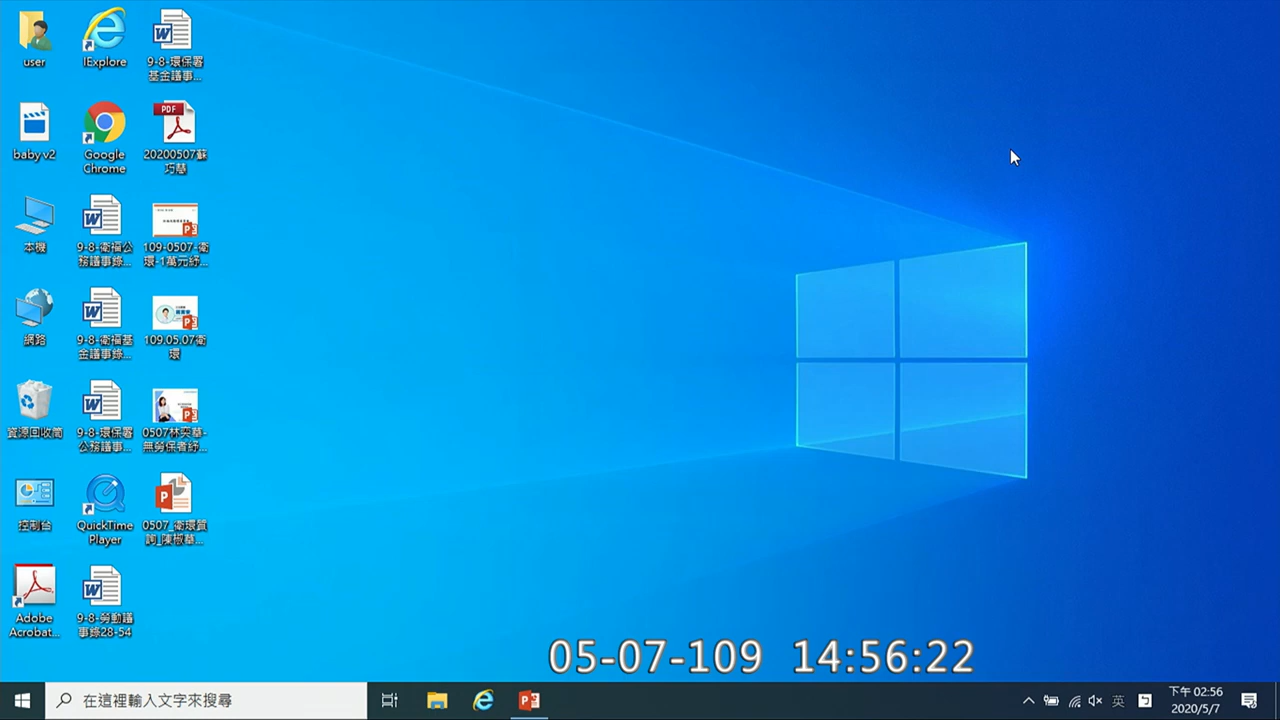 user
IExplore
9-8-環保署
基金議事...
baby v2
Google
Chrome
PDF
20200507蘇
巧慧
本機
9-8-衛福公
務議事錄...
109-0507-衛
環-1萬元紓...
網路
9-8-衛福基
金議事錄...
109.05.07衛
環
資源回收筒
9-8-環保署
公務議事...
0507林奕華-
無勞保者紓...
控制台
QuickTime
Player
0507_衛環質
詢_陳椒華...
Adobe
Acrobat...
9-8-勞動議
事錄28-54
05-07-109 14:56:22
在這裡輸入文字來搜尋
英
下午 02:56
2020/5/7